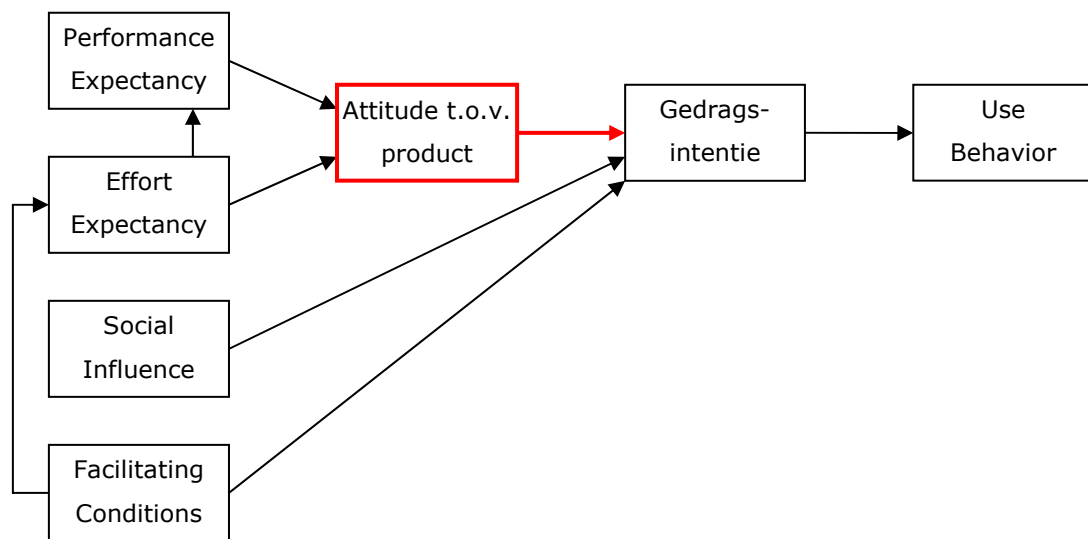 Performance
Expectancy
Effort
Expectancy
Social
Influence
Facilitating
Conditions
Attitude t.o.v.
product
Gedrags-
intentie
Use
Behavior